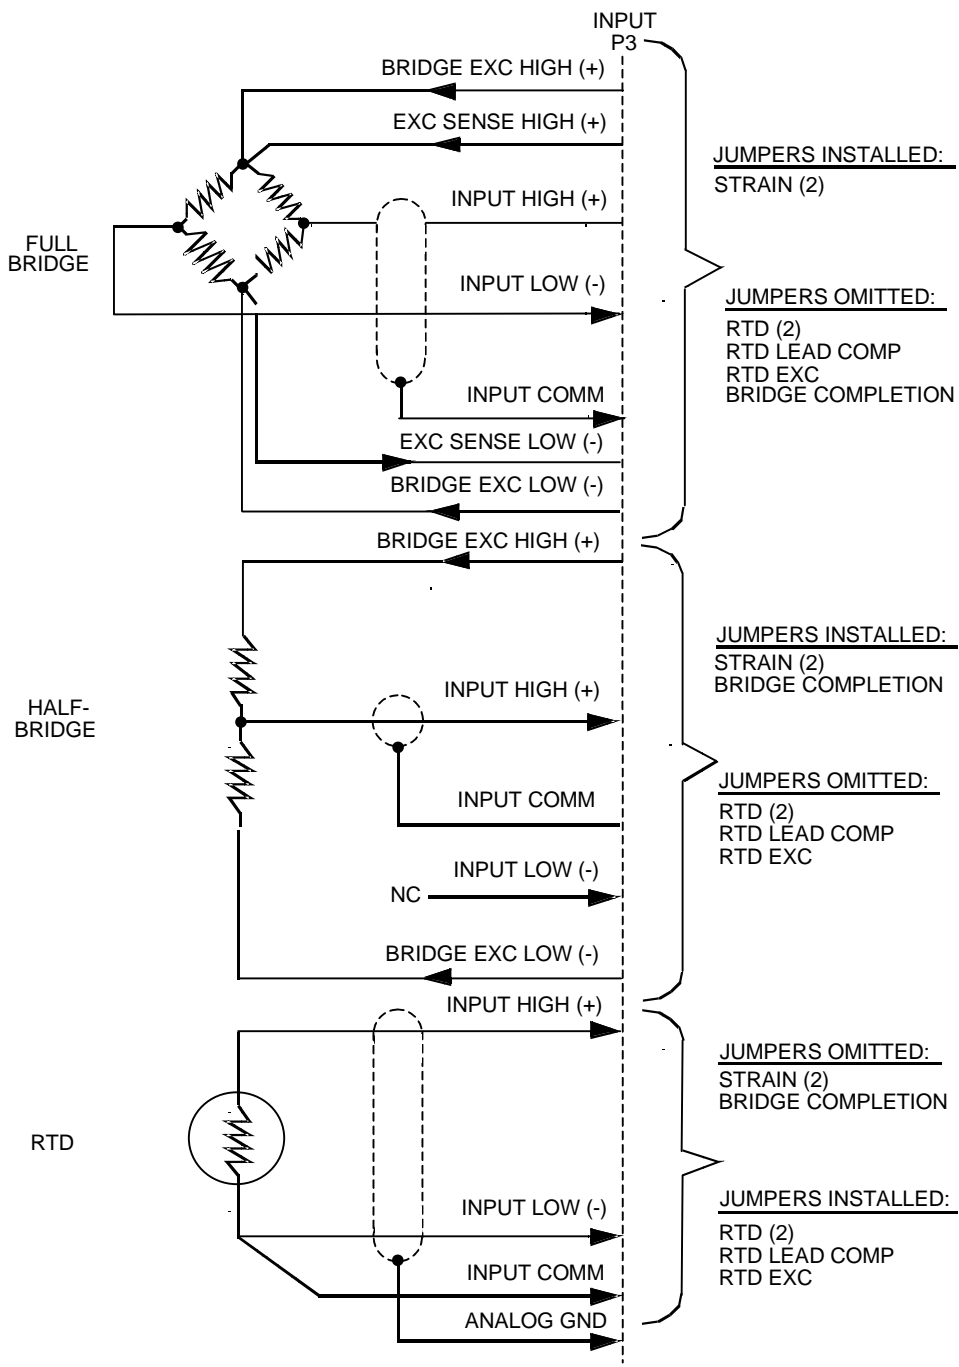 INPUT
P3
BRIDGE EXC HIGH (+)
EXC SENSE HIGH (+)
JUMPERS INSTALLED:
STRAIN (2)
INPUT HIGH (+)
FULL
BRIDGE
INPUT LOW (-)
JUMPERS OMITTED:
RTD (2)
RTD LEAD COMP
RTD EXC
BRIDGE COMPLETION
INPUT COMM
EXC SENSE LOW (-)
BRIDGE EXC LOW (-)
BRIDGE EXC HIGH (+)
JUMPERS INSTALLED:
STRAIN (2)
BRIDGE COMPLETION
INPUT HIGH (+)
HALF-
BRIDGE
JUMPERS OMITTED:
RTD (2)
RTD LEAD COMP
RTD EXC
INPUT COMM
INPUT LOW (-)
NC
BRIDGE EXC LOW (-)
INPUT HIGH (+)
JUMPERS OMITTED:
STRAIN (2)
BRIDGE COMPLETION
RTD
JUMPERS INSTALLED:
RTD (2)
RTD LEAD COMP
RTD EXC
INPUT LOW (-)
INPUT COMM
ANALOG GND